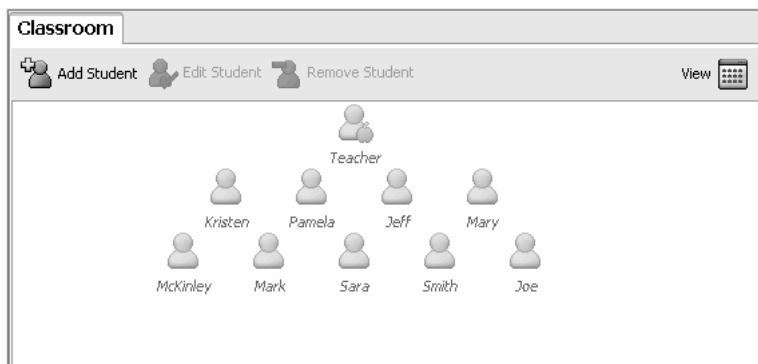 Classroom
Add Student Edit Student Remove Student View
Teacher
Kristen Pamela Jeff Mary
McKinley Mark Sara Smith Joe